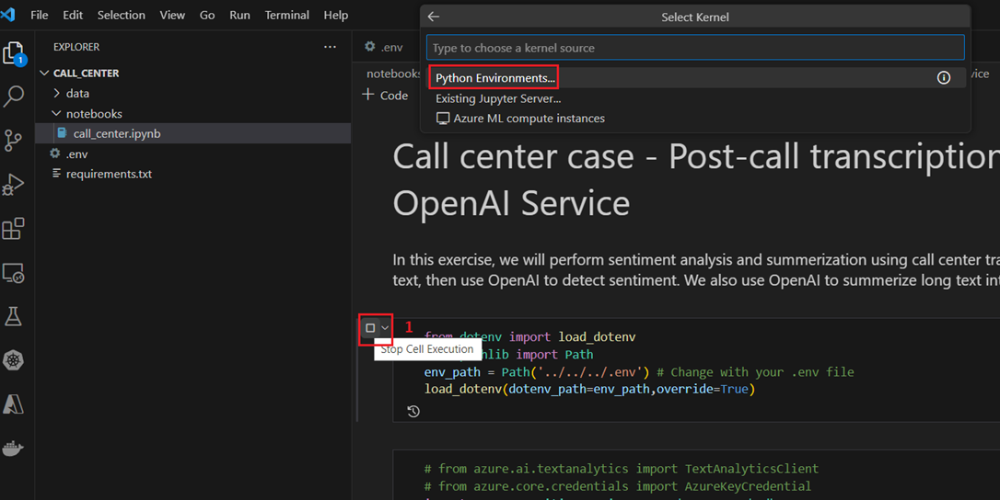 File Edit Selection View Go Run Terminal Help
Select Kernel
Type to choose a kernel source
Python Environments...
Existing Jupyter Server...
Azure ML compute instances
1
EXPLORER ···
CALL_CENTER
data
notebooks
call_center.ipynb
.env
requirements.txt
.env
notebooks
+ Code
Call center case - Post-call transcription
OpenAI Service
In this exercise, we will perform sentiment analysis and summerization using call center tra
text, then use OpenAI to detect sentiment. We also use OpenAI to summerize long text int
1
Stop Cell Execution
from dotenv import load_dotenv
import Path
env_path = Path('../../../.env') # Change with your .env file
load_dotenv(dotenv_path=env_path,override=True)
# from azure.ai.textanalytics import TextAnalyticsClient
# from azure.core.credentials import AzureKeyCredential